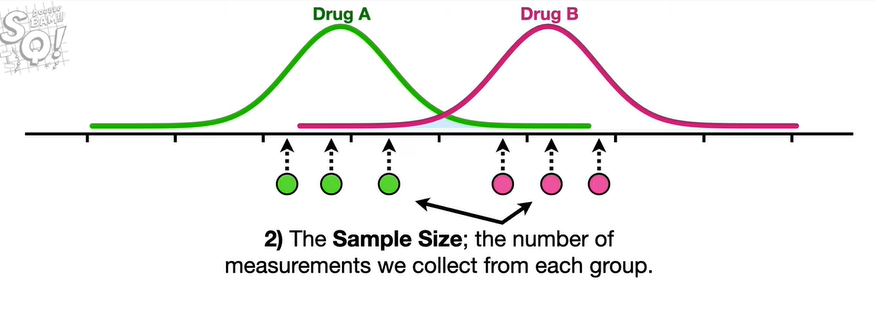 Drug A
Drug B
2) The Sample Size; the number of
measurements we collect from each group.